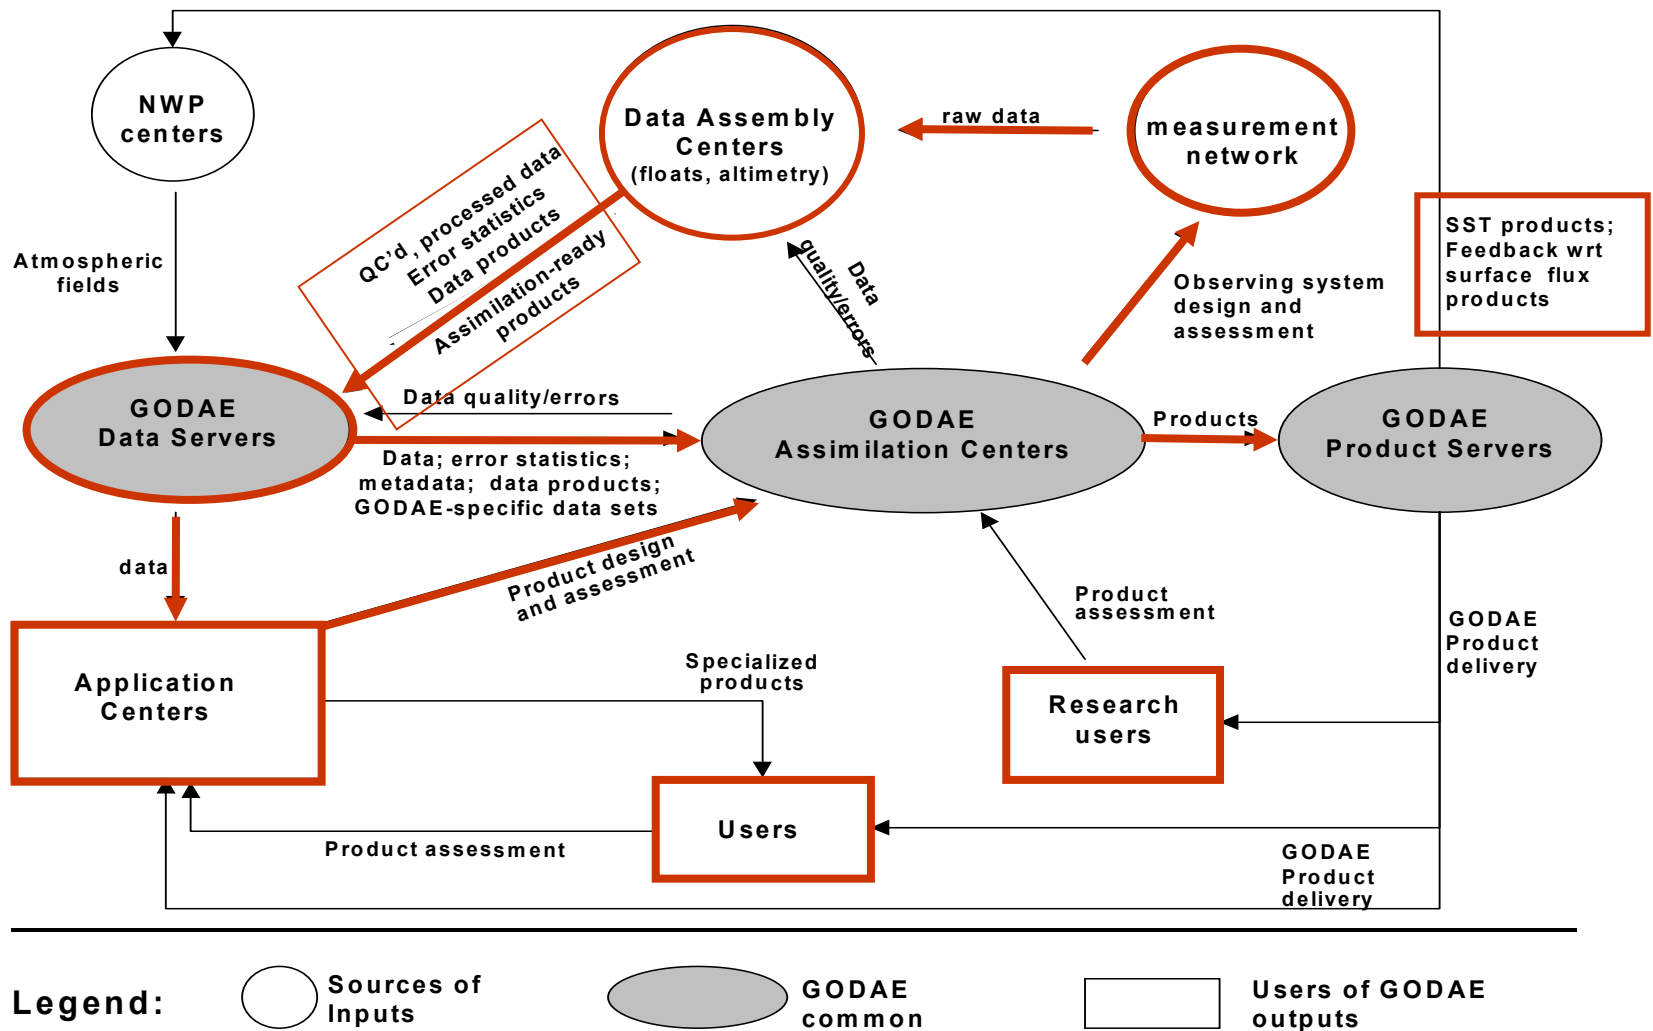 NWP
centers
Data Assembly
Centers
(floats, altimetry)
raw data
measurement
network
QC'd, processed data
Error statistics
Data products
Assimilation-ready
products
Data
quality/errors
Observing system
design and
assessment
SST products;
Feedback wrt
surface flux
products
Atmospheric
fields
GODAE
Data Servers
Data quality/errors
Data; error statistics;
metadata; data products;
GODAE-specific data sets
GODAE
Assimilation Centers
Products
GODAE
Product Servers
data
Product design
and assessment
Product
assessment
GODAE
Product
delivery
Application
Centers
Specialized
products
Research
users
Users
Product assessment
GODAE
Product
delivery
Legend:
Sources of
Inputs
GODAE
common
Users of GODAE
outputs